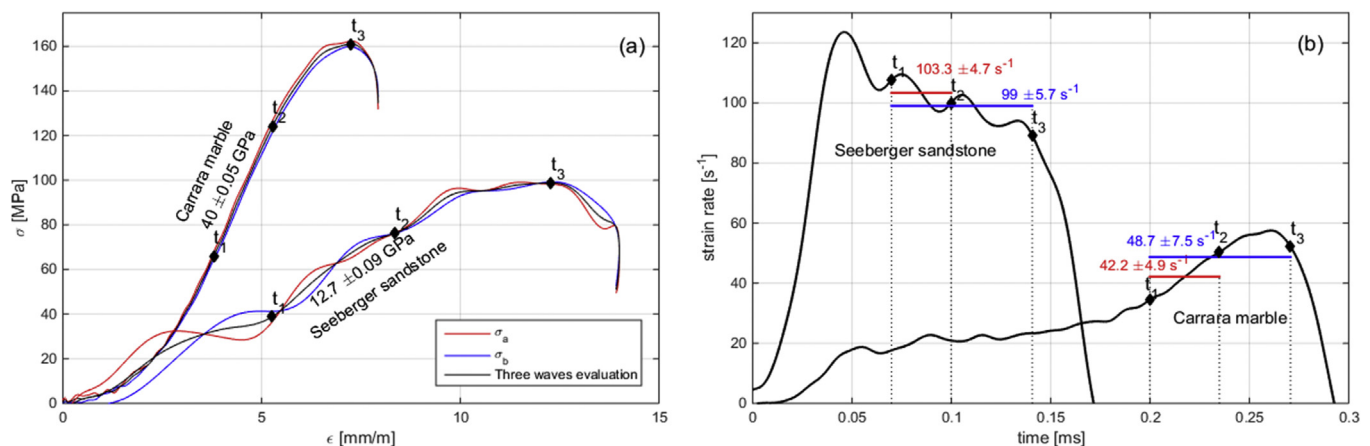 (a)
160
140
120
100
80
60
40
20
0
σ [MPa]
0
5
10
15
ϵ [mm/m]
t3
t2
t1
Carrara marble
40 ±0.05 GPa
t3
t2
t1
12.7 ±0.09 GPa
Seeberger sandstone
σa
σb
Three waves evaluation
(b)
120
100
80
60
40
20
0
strain rate [s-1]
0
0.05
0.1
0.15
0.2
0.25
0.3
time [ms]
t1
103.3 ±4.7 s-1
t2
99 ±5.7 s-1
t3
Seeberger sandstone
48.7 ±7.5 s-1
t2
t3
42.2 ±4.9 s-1
t1
Carrara marble